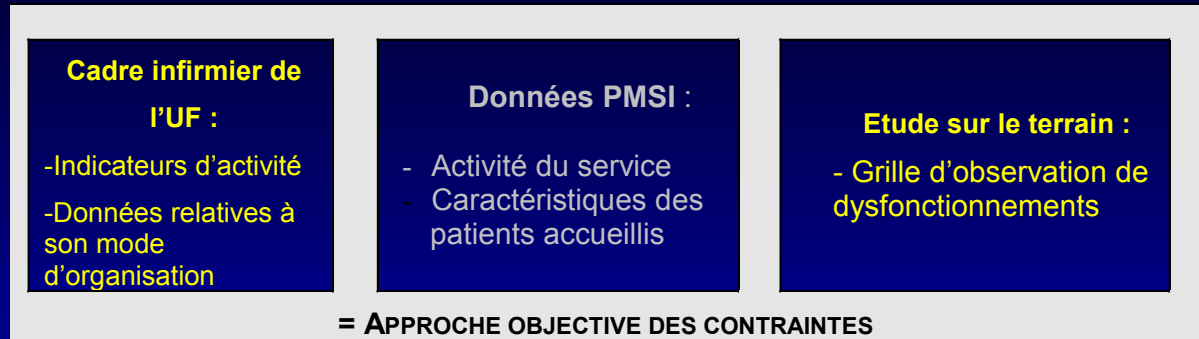 Cadre infirmier de
l’UF :
-Indicateurs d’activité
-Données relatives à
son mode
d’organisation
Données PMSI :
- Activité du service
- Caractéristiques des
patients accueillis
Etude sur le terrain :
- Grille d’observation de
dysfonctionnements
= APPROCHE OBJECTIVE DES CONTRAINTES